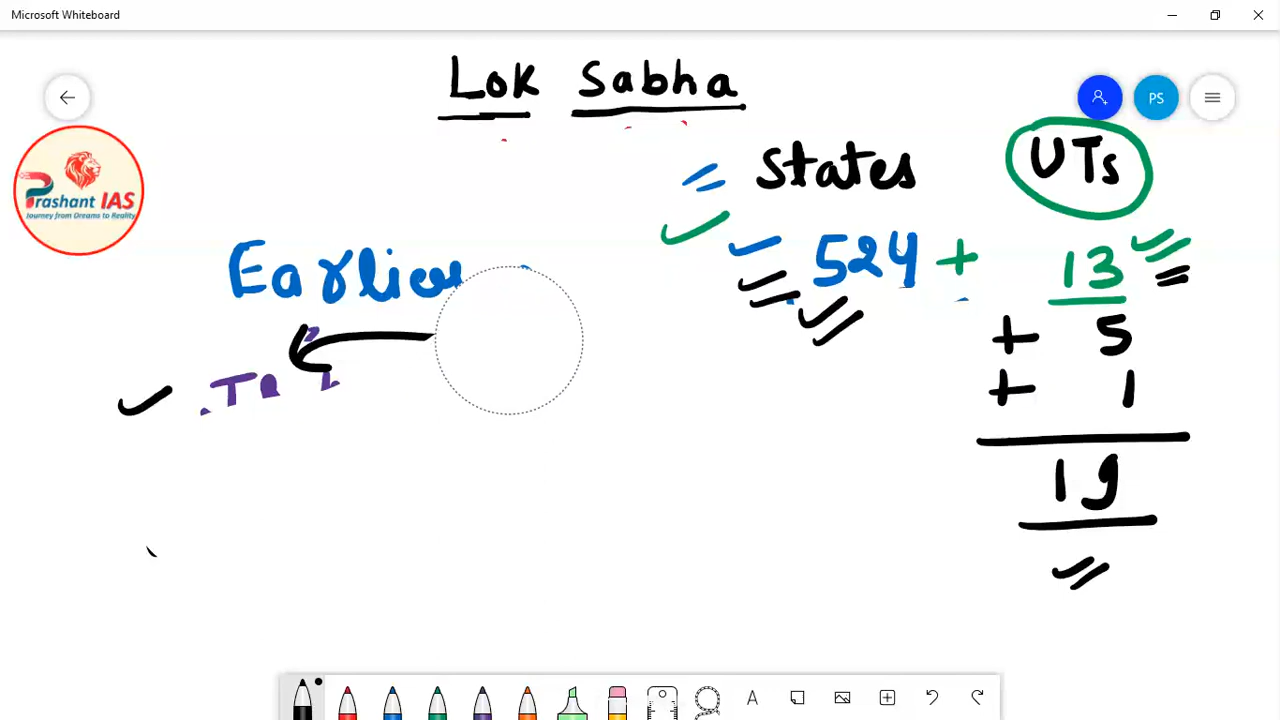 Microsoft Whiteboard
Lok Sabha
PS
Prashant IAS
Journey from Dreams to Reality
States UTs
524 + 13
+ 5
+ 1
19